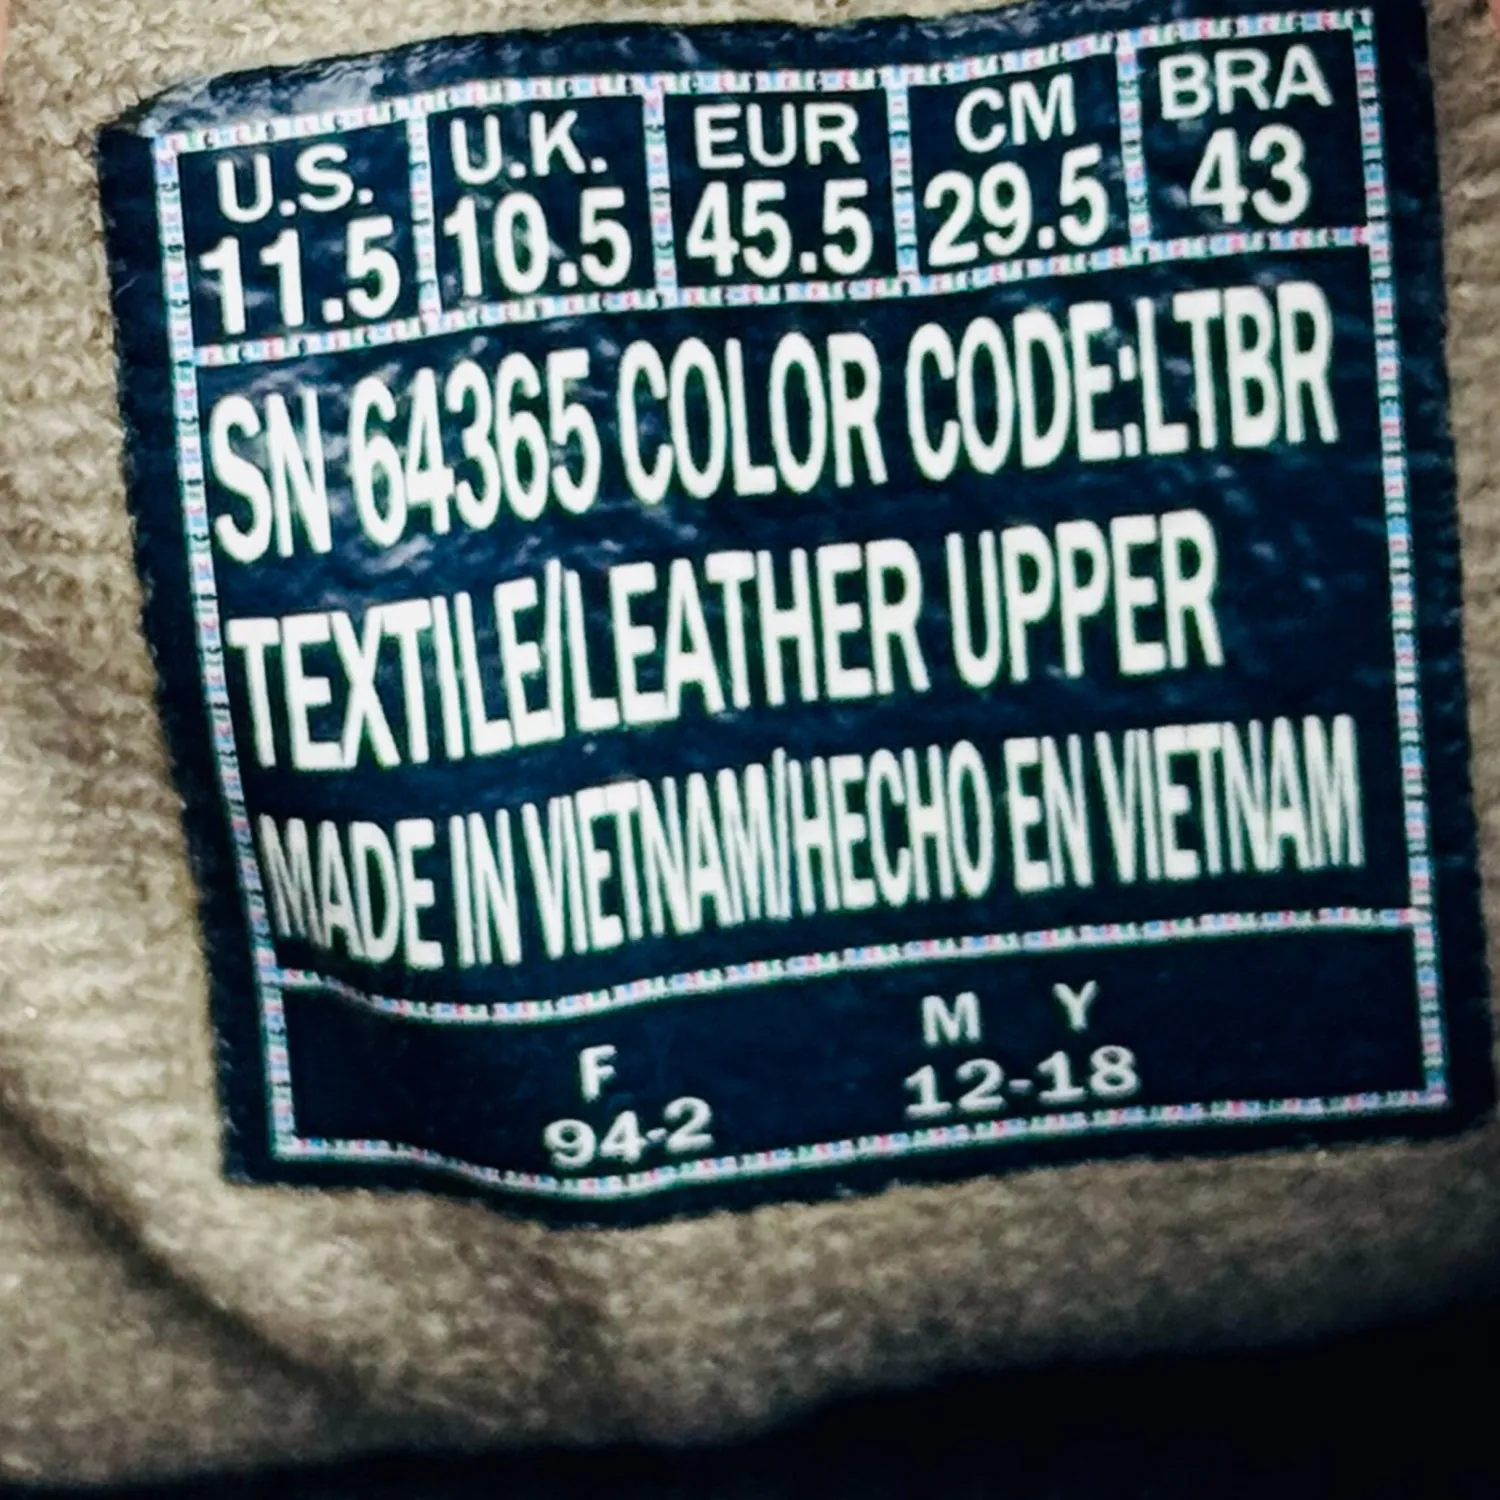 U.S. U.K. EUR CM BRA
11.5 10.5 45.5 29.5 43
SN 64365 COLOR CODE:LTBR
TEXTILE/LEATHER UPPER
MADE IN VIETNAM/HECHO EN VIETNAM
F M Y
94-2 12-18